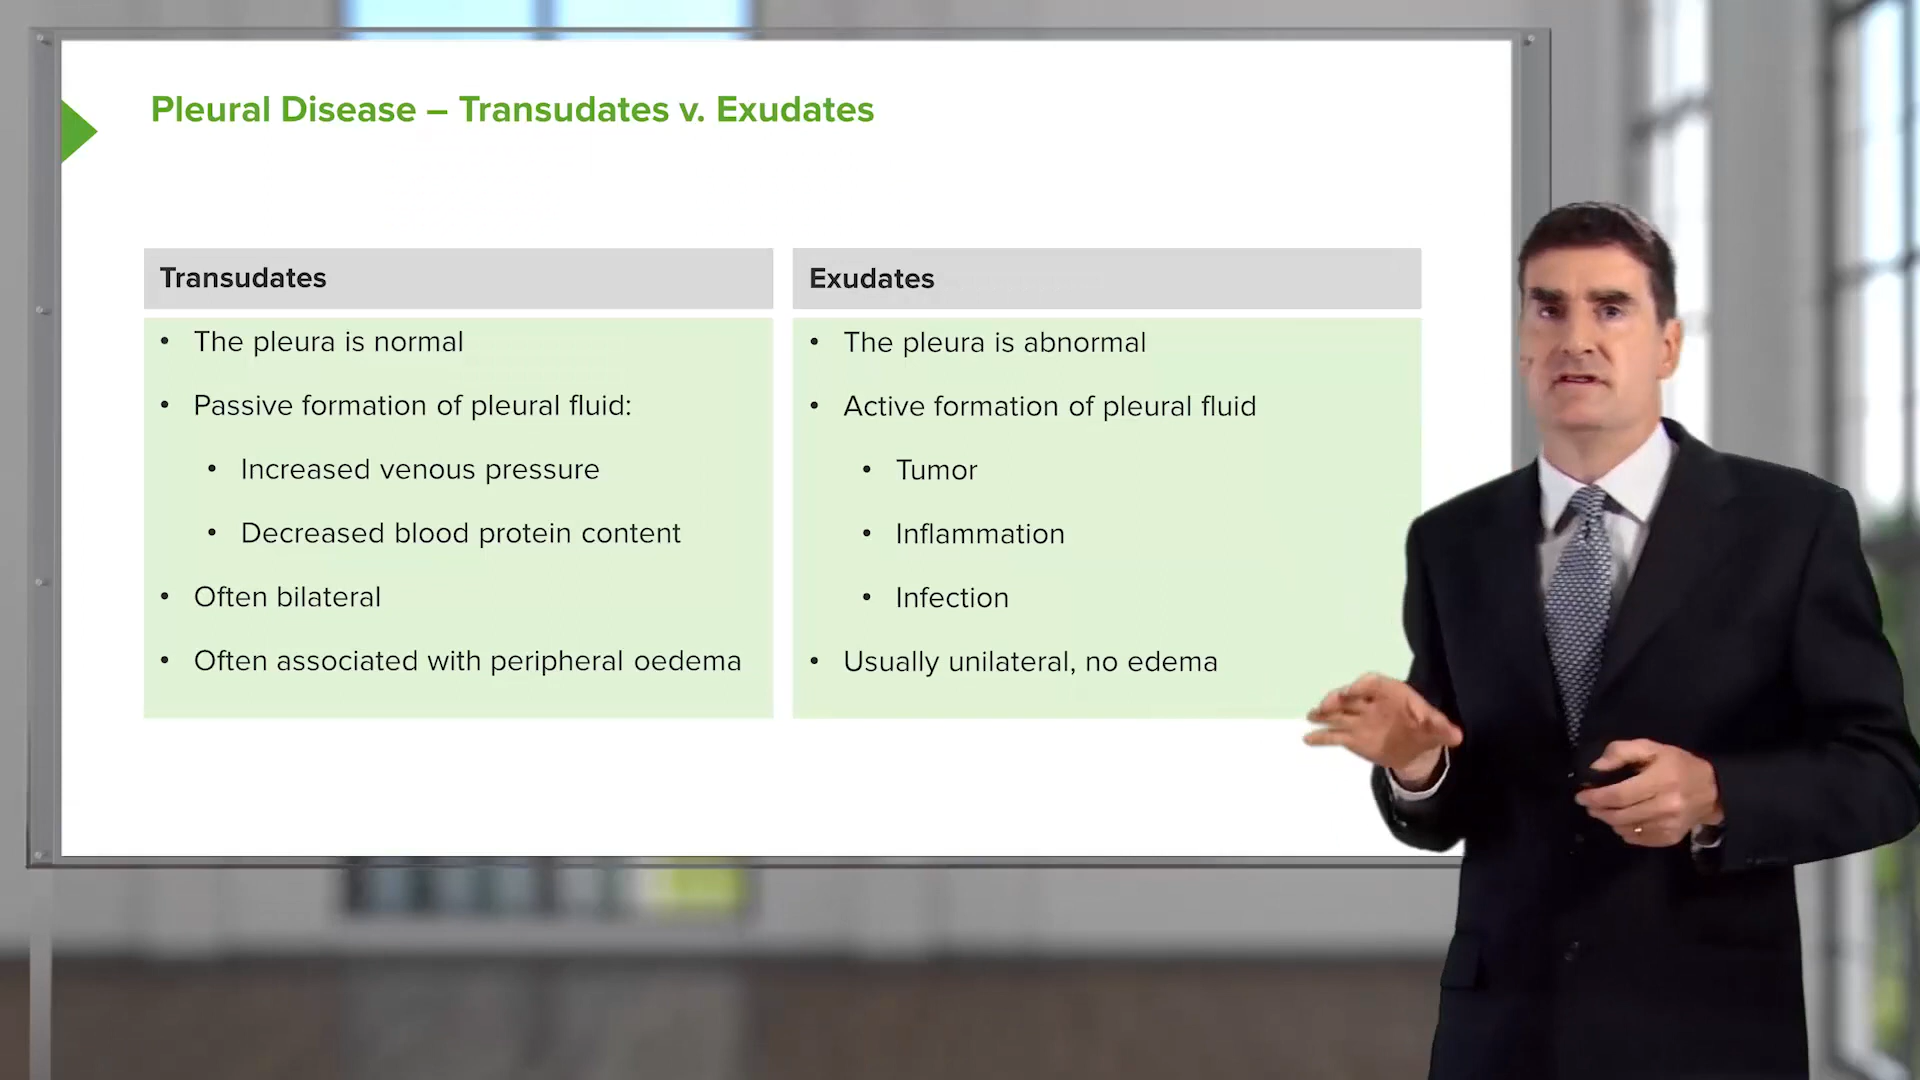 Pleural Disease – Transudates v. Exudates
Transudates
• The pleura is normal
• Passive formation of pleural fluid:
• Increased venous pressure
• Decreased blood protein content
• Often bilateral
• Often associated with peripheral oedema
Exudates
• The pleura is abnormal
• Active formation of pleural fluid
• Tumor
• Inflammation
• Infection
• Usually unilateral, no edema